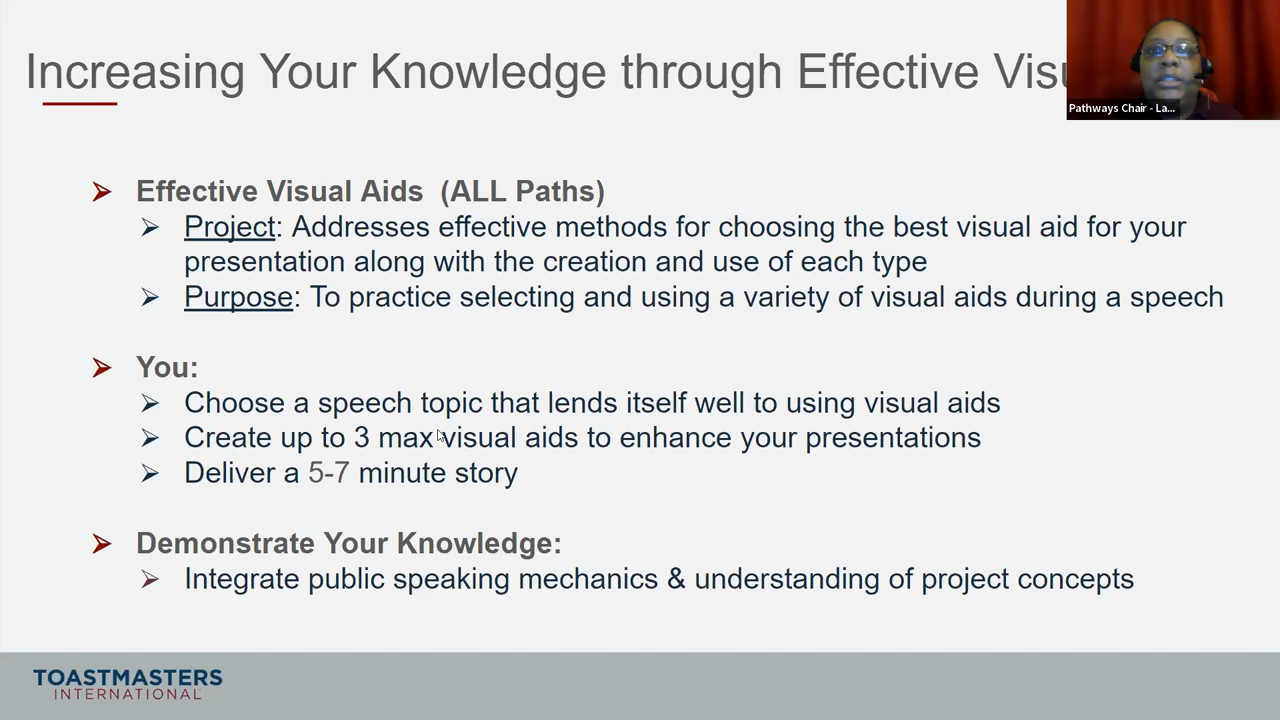 Increasing Your Knowledge through Effective
Pathways Chair - La...
Effective Visual Aids (ALL Paths)
Project: Addresses effective methods for choosing the best visual aid for your
presentation along with the creation and use of each type
Purpose: To practice selecting and using a variety of visual aids during a speech
You:
Choose a speech topic that lends itself well to using visual aids
Create up to 3 max visual aids to enhance your presentations
Deliver a 5-7 minute story
Demonstrate Your Knowledge:
Integrate public speaking mechanics & understanding of project concepts
TOASTMASTERS
INTERNATIONAL